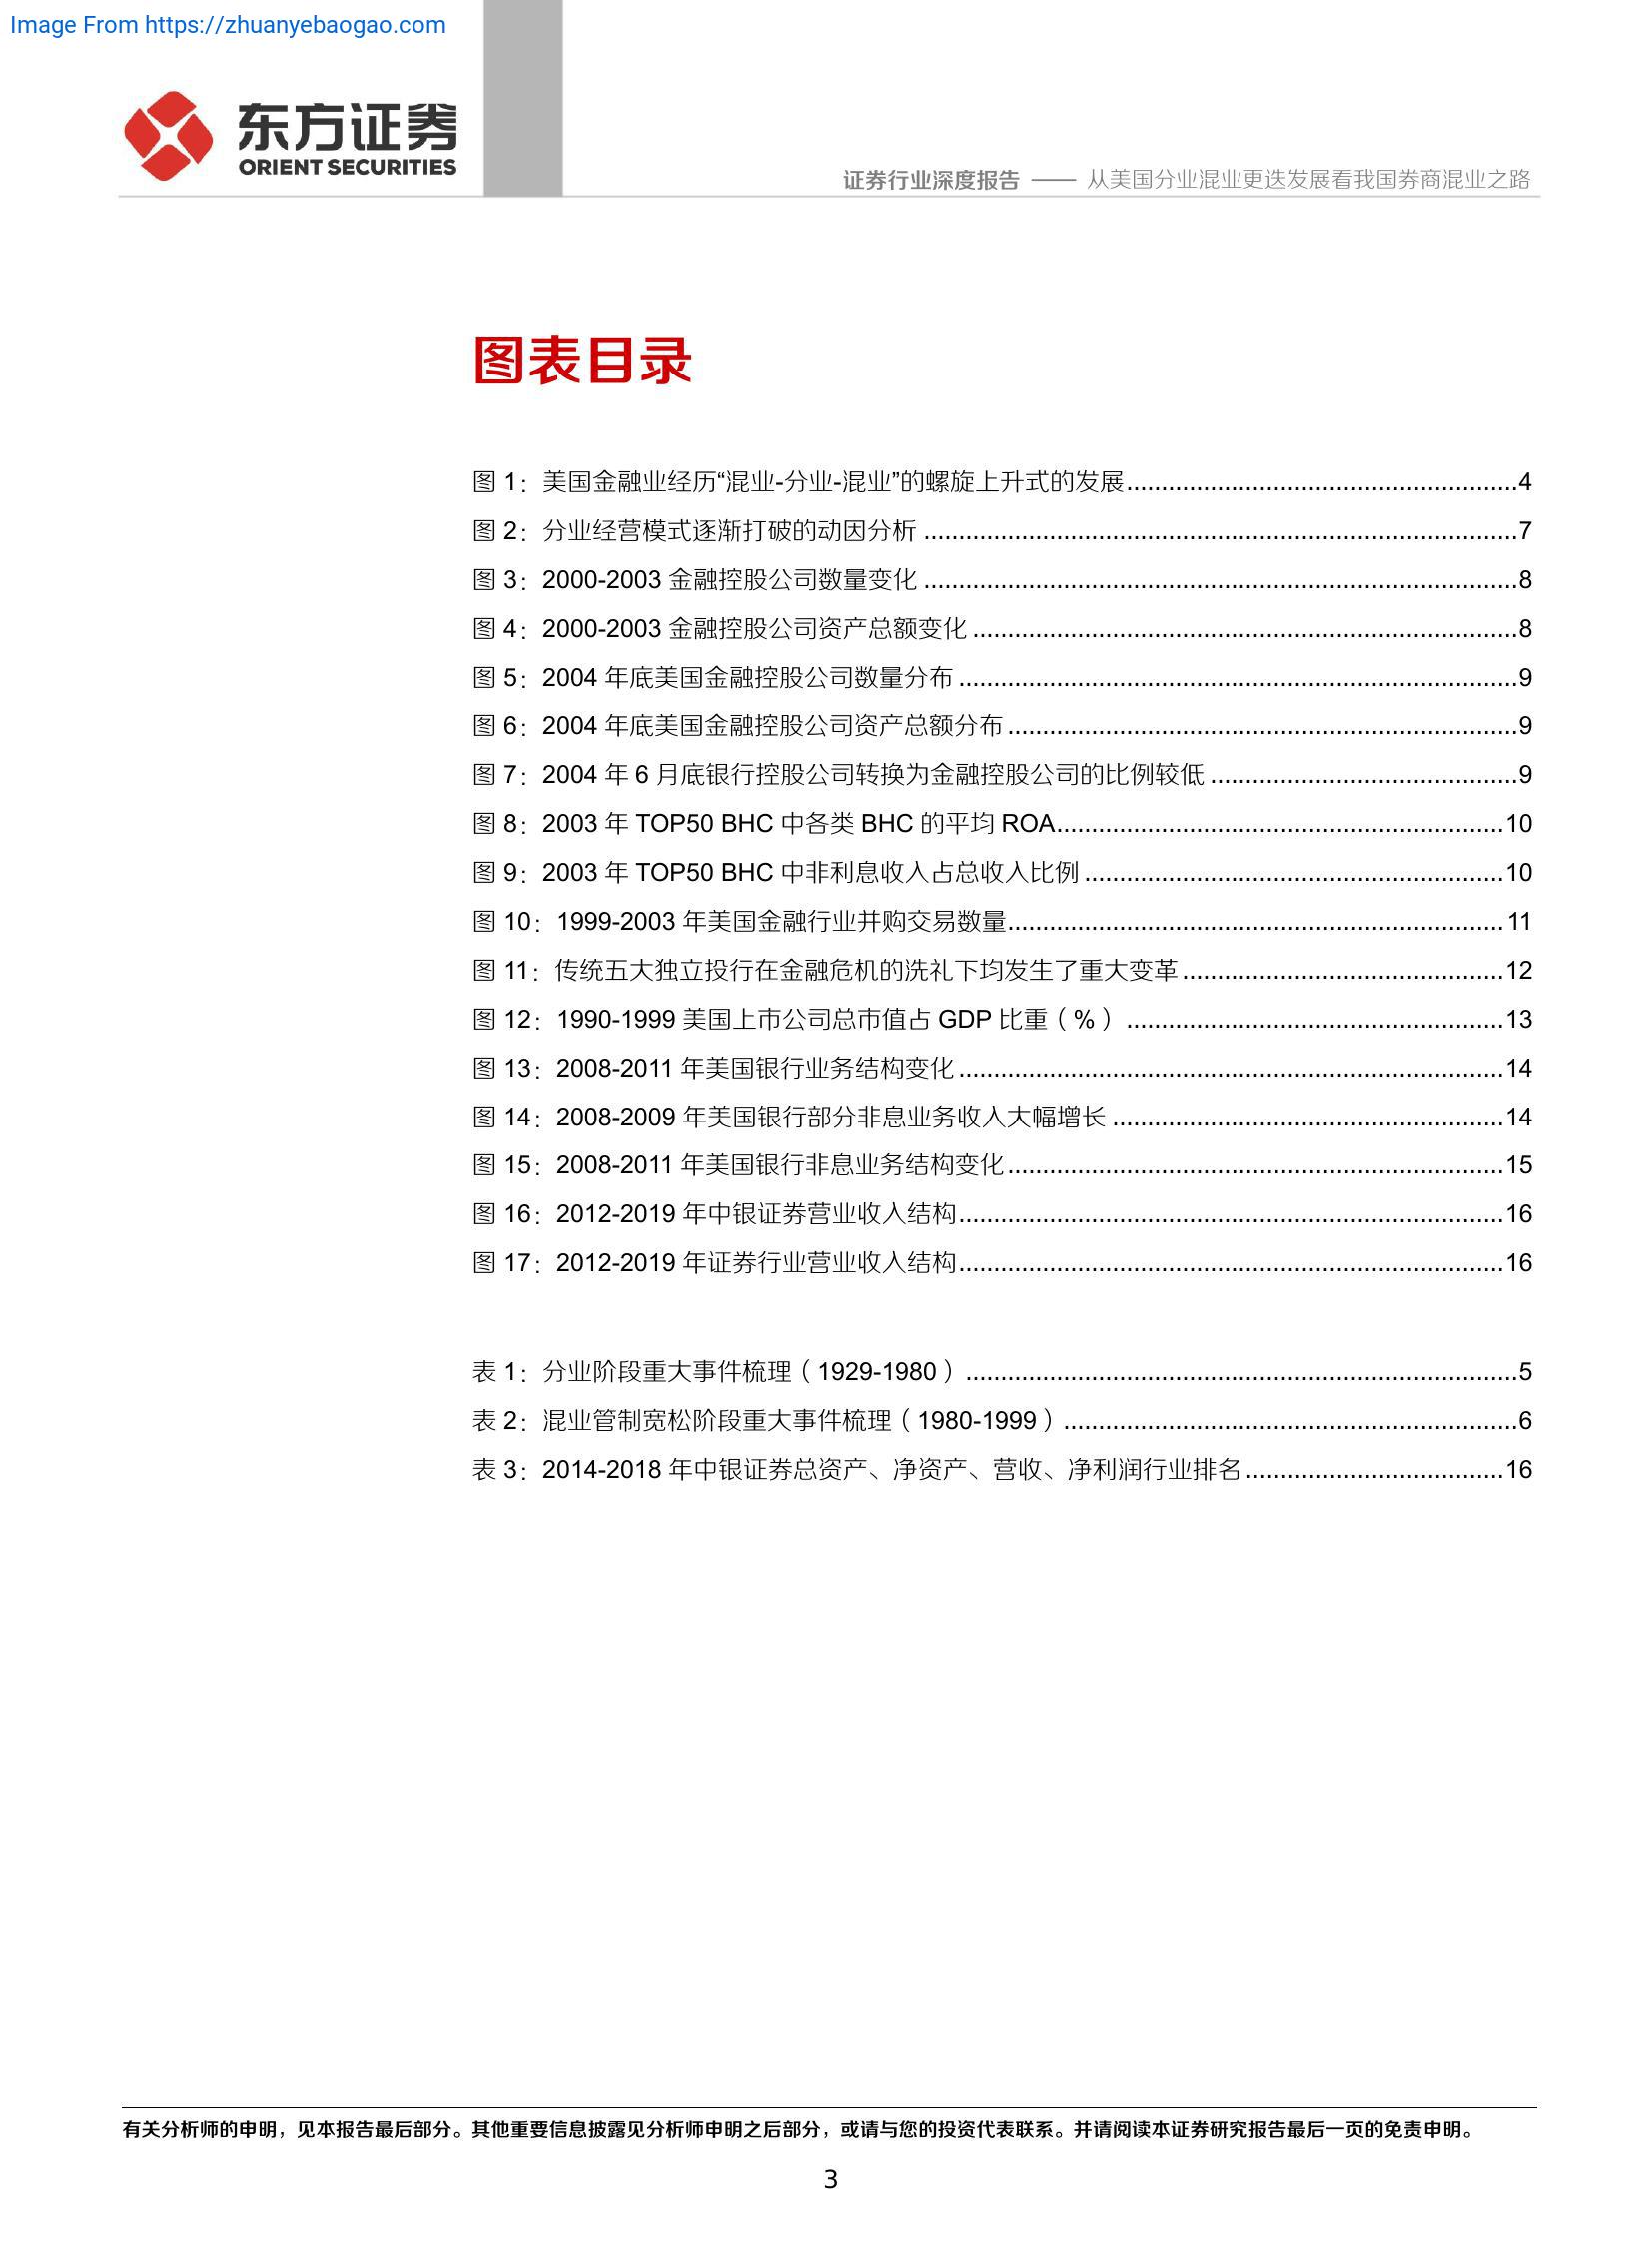 Image From https://zhuanyebaogao.com
东方证券
ORIENT SECURITIES
证券行业深度报告 —— 从美国分业混业更迭发展看我国券商混业之路
图表目录
图 1：美国金融业经历“混业-分业-混业”的螺旋上升式的发展........................................................4
图 2：分业经营模式逐渐打破的动因分析 .....................................................................................7
图 3：2000-2003 金融控股公司数量变化 .....................................................................................8
图 4：2000-2003 金融控股公司资产总额变化 ..............................................................................8
图 5：2004 年底美国金融控股公司数量分布 ................................................................................9
图 6：2004 年底美国金融控股公司资产总额分布 .........................................................................9
图 7：2004 年 6 月底银行控股公司转换为金融控股公司的比例较低 ............................................9
图 8：2003 年 TOP50 BHC 中各类 BHC 的平均 ROA................................................................10
图 9：2003 年 TOP50 BHC 中非利息收入占总收入比例 ............................................................10
图 10：1999-2003 年美国金融行业并购交易数量.......................................................................11
图 11：传统五大独立投行在金融危机的洗礼下均发生了重大变革..............................................12
图 12：1990-1999 美国上市公司总市值占 GDP 比重（%） ......................................................13
图 13：2008-2011 年美国银行业务结构变化 ..............................................................................14
图 14：2008-2009 年美国银行部分非息业务收入大幅增长 ........................................................14
图 15：2008-2011 年美国银行非息业务结构变化.......................................................................15
图 16：2012-2019 年中银证券营业收入结构..............................................................................16
图 17：2012-2019 年证券行业营业收入结构..............................................................................16
表 1：分业阶段重大事件梳理（1929-1980） ...............................................................................5
表 2：混业管制宽松阶段重大事件梳理（1980-1999） .................................................................6
表 3：2014-2018 年中银证券总资产、净资产、营收、净利润行业排名.....................................16
有关分析师的申明，见本报告最后部分。其他重要信息披露见分析师申明之后部分，或请与您的投资代表联系。并请阅读本证券研究报告最后一页的免责申明。
3